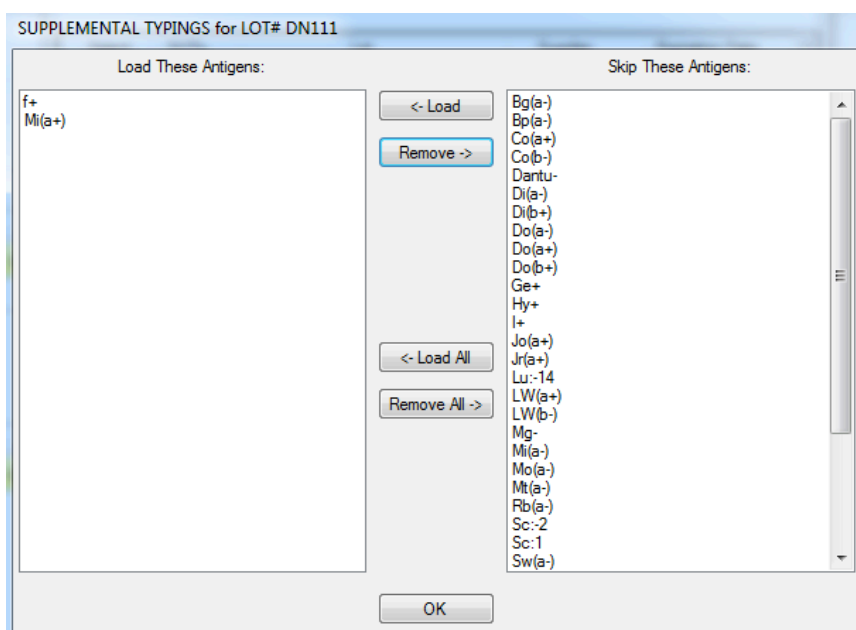 SUPPLEMENTAL TYPINGS for LOT# DN111
Load These Antigens:
Skip These Antigens:
f+
Mi(a+)
<- Load
Remove ->
<- Load All
Remove All ->
Bg(a-)
Bp(a-)
Co(a+)
Co(b-)
Dantu-
Di(a-)
Di(b+)
Do(a-)
Do(a+)
Do(b+)
Ge+
Hy+
I+
Jo(a+)
Jr(a+)
Lu:-14
LW(a+)
LW(b-)
Mg-
Mi(a-)
Mo(a-)
Mt(a-)
Rb(a-)
Sc:-2
Sc:1
Sw(a-)
OK